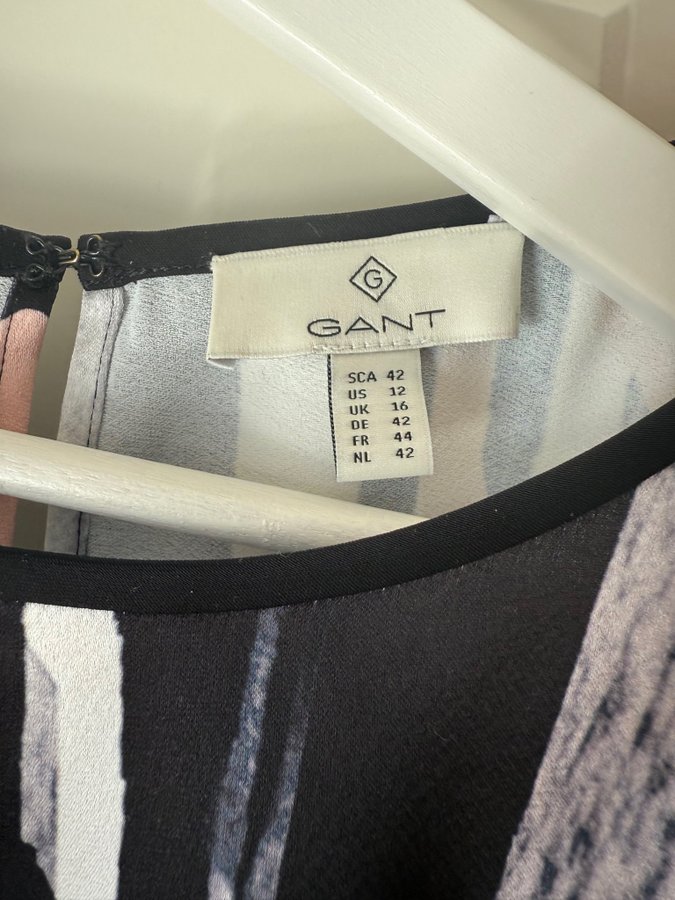 G
GANT
SCA 42
US 12
UK 16
DE 42
FR 44
NL 42